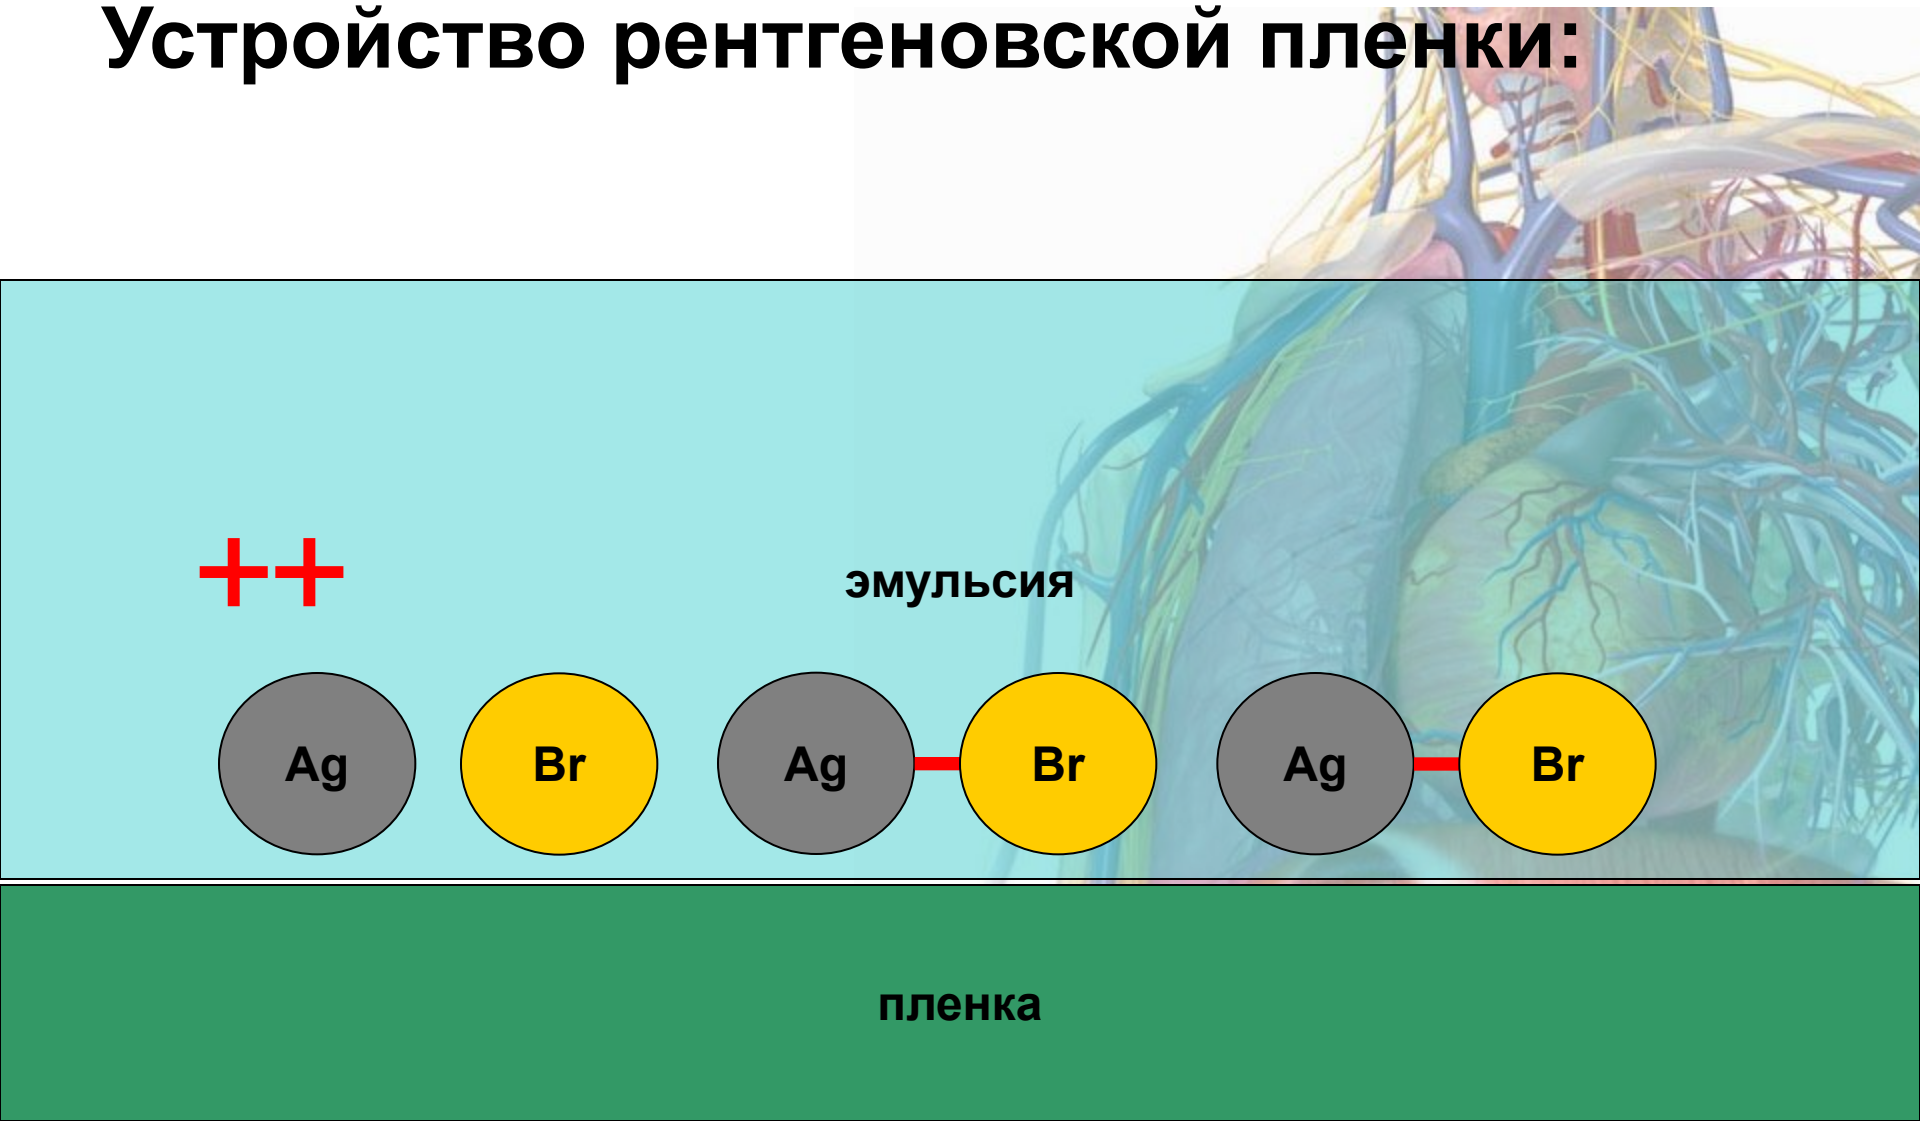 Устройство рентгеновской пленки:
++
эмульсия
Ag Br Ag Br Ag Br
пленка